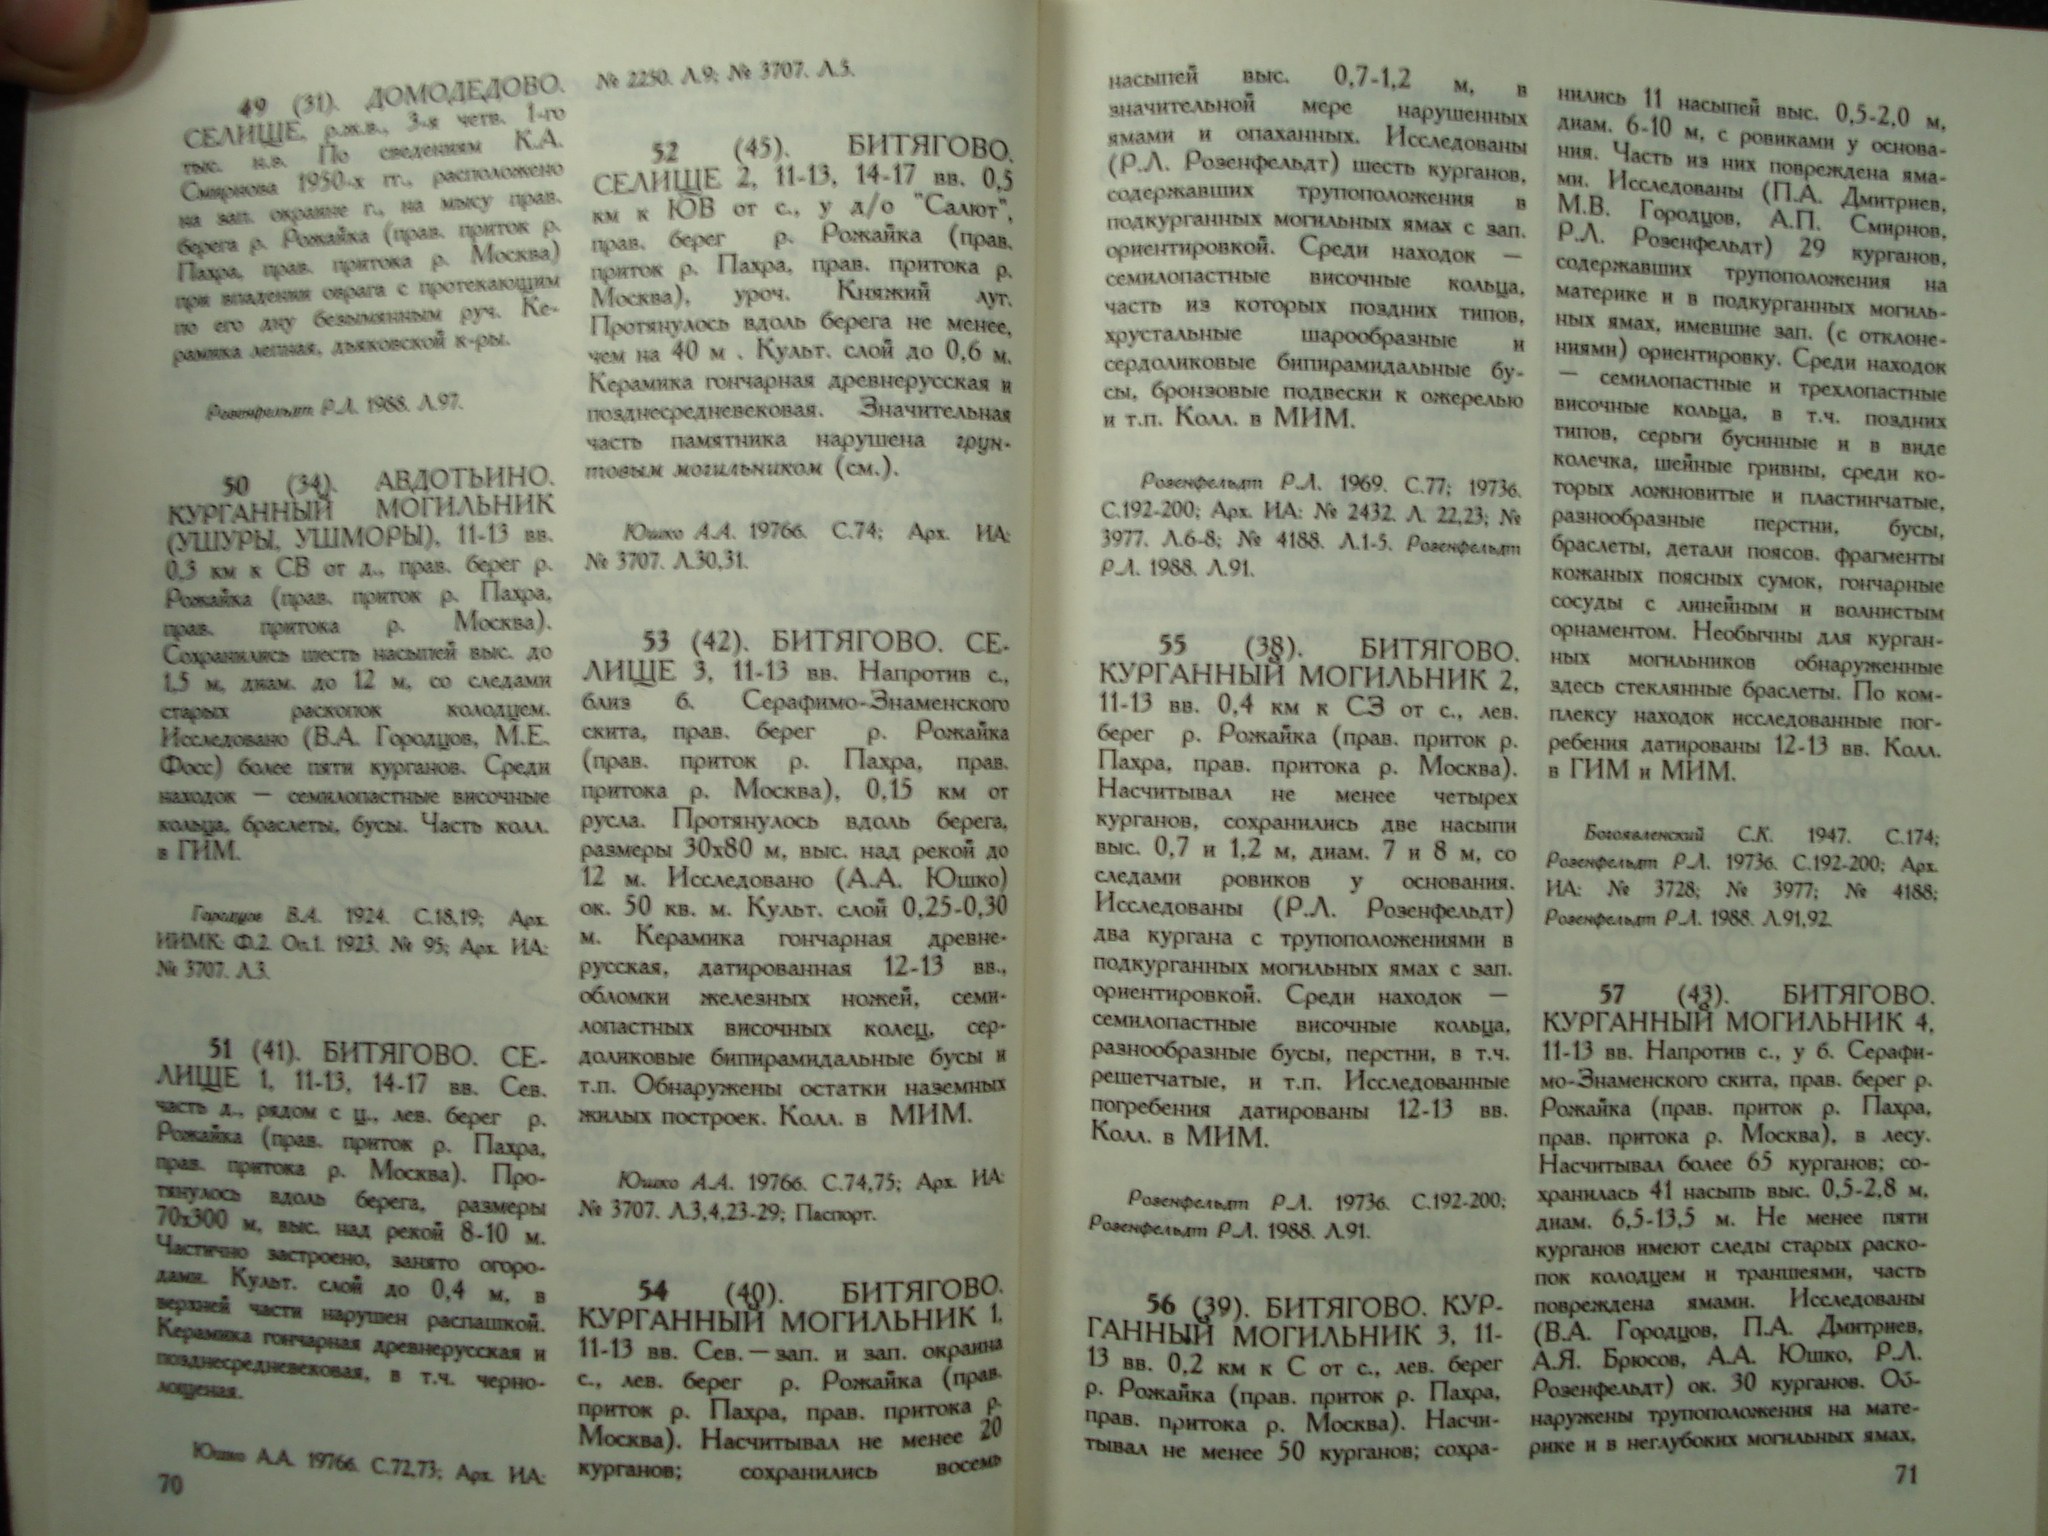 49 (31). ДОМОДЕДОВО.
СЕЛИЩЕ, р.ж.в., 3-я четв. 1-го
тыс. н.э. По сведениям К.А.
Смирнова 1950-х гг., расположено
на зап. окраине г., на мысу прав.
берега р. Рожайка (прав. приток р.
Пахра, прав. притока р. Москва)
при впадении оврага с протекающим
по его дну безымянным руч. Ке-
рамика лепная, дьяковской к-ры.
Розенфельдт Р.Л. 1988. Л.97.
50 (34). АВДОТЬИНО.
КУРГАННЫЙ МОГИЛЬНИК
(УШУРЫ, УШМОРЫ), 11-13 вв.
0,3 км к СВ от д., прав. берег р.
Рожайка (прав. приток р. Пахра,
прав. притока р. Москва).
Сохранились шесть насыпей выс. до
1,5 м, диам. до 12 м, со следами
старых раскопок колодцем.
Исследовано (В.А. Городцов, М.Е.
Фосс) более пяти курганов. Среди
находок — семилопастные височные
кольца, браслеты, бусы. Часть колл.
в ГИМ.
Городцов В.А. 1924. С.18,19; Арх.
ИИМК: Ф.2. Оп.1. 1923. № 95; Арх. ИА:
№ 3707. Л.3.
51 (41). БИТЯГОВО. СЕ-
ЛИЩЕ 1, 11-13, 14-17 вв. Сев.
часть д., рядом с ц., лев. берег р.
Рожайка (прав. приток р. Пахра,
прав. притока р. Москва). Про-
тянулось вдоль берега, размеры
70х300 м, выс. над рекой 8-10 м.
Частично застроено, занято огоро-
дами. Культ. слой до 0,4 м, в
верхней части нарушен распашкой.
Керамика гончарная древнерусская и
позднесредневековая, в т.ч. черно-
лощеная.
Юшко А.А. 1976б. С.72,73; Арх. ИА:
70
№ 2250. Л.9; № 3707. Л.3.
52 (45). БИТЯГОВО.
СЕЛИЩЕ 2, 11-13, 14-17 вв. 0,5
км к ЮВ от с., у д/о "Салют",
прав. берег р. Рожайка (прав.
приток р. Пахра, прав. притока р.
Москва), уроч. Княжий луг.
Протянулось вдоль берега не менее,
чем на 40 м . Культ. слой до 0,6 м.
Керамика гончарная древнерусская и
позднесредневековая. Значительная
часть памятника нарушена грун-
товым могильником (см.).
Юшко А.А. 1976б. С.74; Арх. ИА:
№ 3707. Л.30,31.
53 (42). БИТЯГОВО. СЕ-
ЛИЩЕ 3, 11-13 вв. Напротив с.,
близ б. Серафимо-Знаменского
скита, прав. берег р. Рожайка
(прав. приток р. Пахра, прав.
притока р. Москва), 0,15 км от
русла. Протянулось вдоль берега,
размеры 30х80 м, выс. над рекой до
12 м. Исследовано (А.А. Юшко)
ок. 50 кв. м. Культ. слой 0,25-0,30
м. Керамика гончарная древне-
русская, датированная 12-13 вв.,
обломки железных ножей, семи-
лопастных височных колец, сер-
доликовые бипирамидальные бусы и
т.п. Обнаружены остатки наземных
жилых построек. Колл. в МИМ.
Юшко А.А. 1976б. С.74,75; Арх. ИА:
№ 3707. Л.3,4,23-29; Паспорт.
54 (40). БИТЯГОВО.
КУРГАННЫЙ МОГИЛЬНИК 1,
11-13 вв. Сев.—зап. и зап. окраина
с., лев. берег р. Рожайка (прав.
приток р. Пахра, прав. притока р.
Москва). Насчитывал не менее 20
курганов; сохранились восемь
насыпей выс. 0,7-1,2 м, в
значительной мере нарушенных
ямами и опаханных. Исследованы
(Р.Л. Розенфельдт) шесть курганов,
содержавших трупоположения в
подкурганных могильных ямах с зап.
ориентировкой. Среди находок —
семилопастные височные кольца,
часть из которых поздних типов,
хрустальные шарообразные и
сердоликовые бипирамидальные бу-
сы, бронзовые подвески к ожерелью
и т.п. Колл. в МИМ.
Розенфельдт Р.Л. 1969. С.77; 1973б.
С.192-200; Арх. ИА: № 2432. Л. 22,23; №
3977. Л.6-8; № 4188. Л.1-5. Розенфельдт
Р.Л. 1988. Л.91.
55 (38). БИТЯГОВО.
КУРГАННЫЙ МОГИЛЬНИК 2,
11-13 вв. 0,4 км к СЗ от с., лев.
берег р. Рожайка (прав. приток р.
Пахра, прав. притока р. Москва).
Насчитывал не менее четырех
курганов, сохранились две насыпи
выс. 0,7 и 1,2 м, диам. 7 и 8 м, со
следами ровиков у основания.
Исследованы (Р.Л. Розенфельдт)
два кургана с трупоположениями в
подкурганных могильных ямах с зап.
ориентировкой. Среди находок —
семилопастные височные кольца,
разнообразные бусы, перстни, в т.ч.
решетчатые, и т.п. Исследованные
погребения датированы 12-13 вв.
Колл. в МИМ.
Розенфельдт Р.Л. 1973б. С.192-200;
Розенфельдт Р.Л. 1988. Л.91.
56 (39). БИТЯГОВО. КУР-
ГАННЫЙ МОГИЛЬНИК 3, 11-
13 вв. 0,2 км к С от с., лев. берег
р. Рожайка (прав. приток р. Пахра,
прав. притока р. Москва). Насчи-
тывал не менее 50 курганов; сохра-
нились 11 насыпей выс. 0,5-2,0 м,
диам. 6-10 м, с ровиками у основа-
ния. Часть из них повреждена яма-
ми. Исследованы (П.А. Дмитриев,
М.В. Городцов, А.П. Смирнов,
Р.Л. Розенфельдт) 29 курганов,
содержавших трупоположения на
материке и в подкурганных могиль-
ных ямах, имевшие зап. (с отклоне-
ниями) ориентировку. Среди находок
— семилопастные и трехлопастные
височные кольца, в т.ч. поздних
типов, серьги бусинные и в виде
колечка, шейные гривны, среди ко-
торых ложновитые и пластинчатые,
разнообразные перстни, бусы,
браслеты, детали поясов. фрагменты
кожаных поясных сумок, гончарные
сосуды с линейным и волнистым
орнаментом. Необычны для курган-
ных могильников обнаруженные
здесь стеклянные браслеты. По ком-
плексу находок исследованные пог-
ребения датированы 12-13 вв. Колл.
в ГИМ и МИМ.
Богоявленский С.К. 1947. С.174;
Розенфельдт Р.Л. 1973б. С.192-200; Арх.
ИА: № 3728; № 3977; № 4188;
Розенфельдт Р.Л. 1988. Л.91,92.
57 (43). БИТЯГОВО.
КУРГАННЫЙ МОГИЛЬНИК 4,
11-13 вв. Напротив с., у б. Серафи-
мо-Знаменского скита, прав. берег р.
Рожайка (прав. приток р. Пахра,
прав. притока р. Москва), в лесу.
Насчитывал более 65 курганов; со-
хранилась 41 насыпь выс. 0,5-2,8 м,
диам. 6,5-13,5 м. Не менее пяти
курганов имеют следы старых раско-
пок колодцем и траншеями, часть
повреждена ямами. Исследованы
(В.А. Городцов, П.А. Дмитриев,
А.Я. Брюсов, А.А. Юшко, Р.Л.
Розенфельдт) ок. 30 курганов. Об-
наружены трупоположения на мате-
рике и в неглубоких могильных ямах,
71